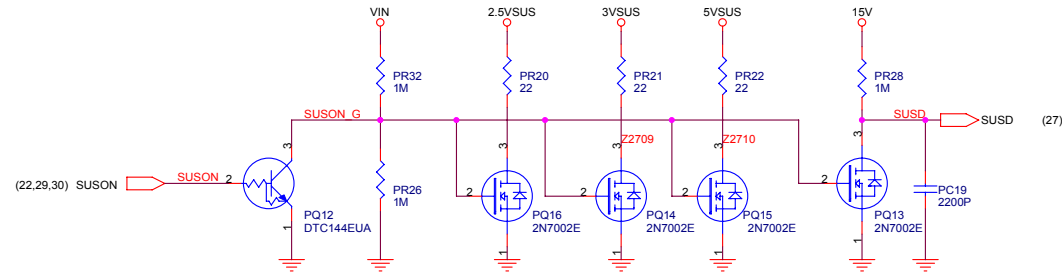 VIN 2.5VSUS 3VSUS 5VSUS 15V
PR32
1M
PR20
22
PR21
22
PR22
22
PR28
1M
SUSON_G
SUSD
SUSD (27)
3
3
3 Z2709
3 Z2710
3
(22,29,30) SUSON
SUSON 2
2
2
2
2
PR26
1M
PC19
2200P
PQ12
DTC144EUA
PQ16
2N7002E
PQ14
2N7002E
PQ15
2N7002E
PQ13
2N7002E
1
1
1
1
1